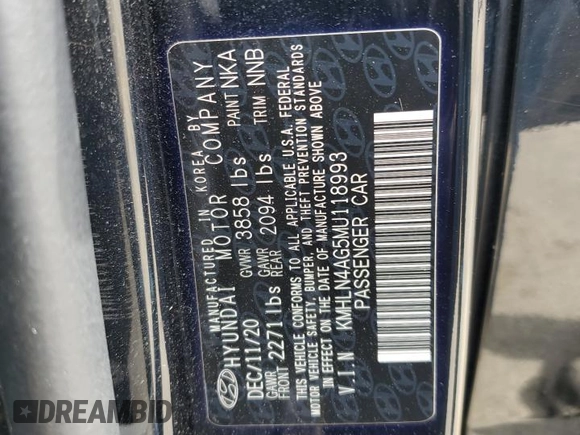 MANUFACTURED IN KOREA BY
HYUNDAI MOTOR COMPANY
DEC/11/20 GVWR 3858 lbs PAINT NKA
GAWR FRONT 2271 lbs GAWR REAR 2094 lbs TRIM NNB
THIS VEHICLE CONFORMS TO ALL APPLICABLE U.S.A. FEDERAL
MOTOR VEHICLE SAFETY, BUMPER, AND THEFT PREVENTION STANDARDS
IN EFFECT ON THE DATE OF MANUFACTURE SHOWN ABOVE
V.I.N KMHLN4AG5MU118993
PASSENGER CAR
DREAMBID